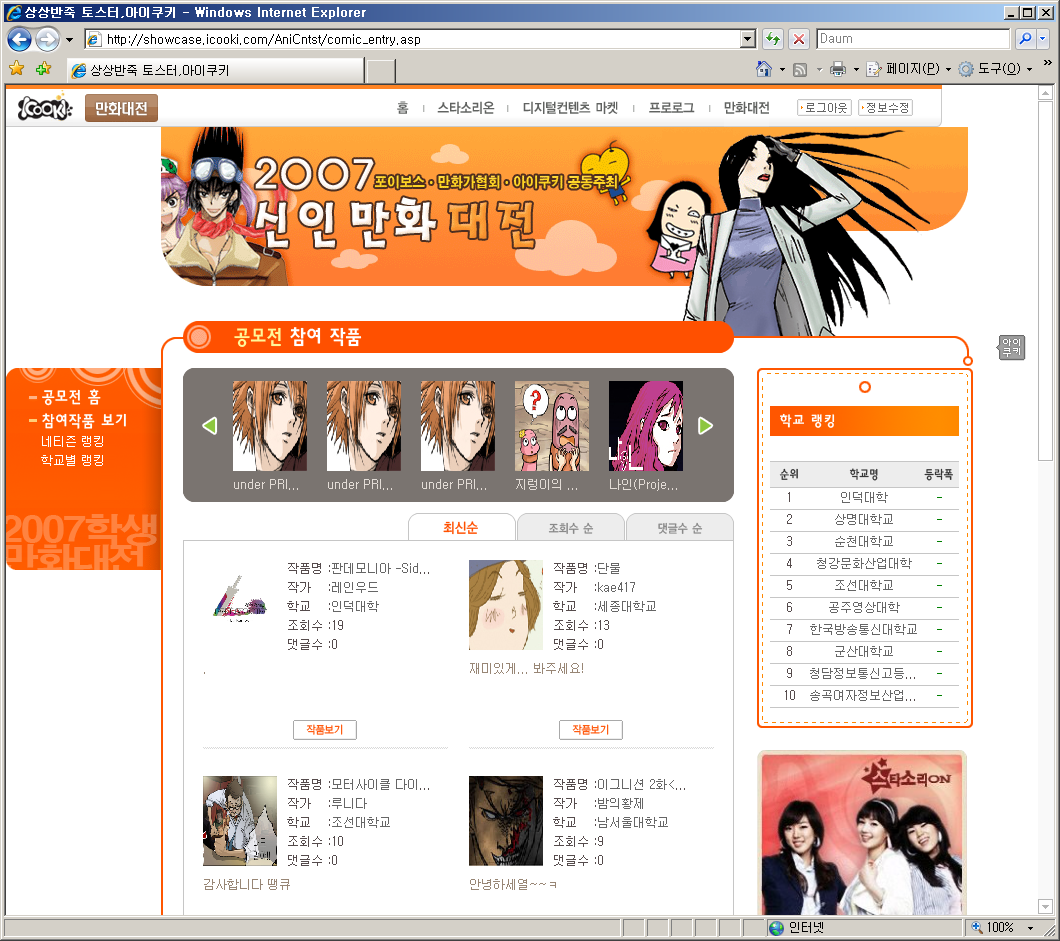 상상반죽 토스터,아이쿠키 - Windows Internet Explorer
http://showcase.icooki.com/AniCntst/comic_entry.asp
Daum
상상반죽 토스터,아이쿠키
페이지(P)
도구(O)
iCOOKi
만화대전
홈
스타소리온
디지털컨텐츠 마켓
프로로그
만화대전
로그아웃
정보수정
2007 포이보스·만화가협회·아이쿠키 공동주최
신인만화대전
공모전 참여 작품
아이
쿠키
- 공모전 홈
- 참여작품 보기
네티즌 랭킹
학교별 랭킹
2007학생
만화대전
?
under PRI...
under PRI...
under PRI...
지렁이의 ...
나인(Proje...
최신순
조회수 순
댓글수 순
작품명 :판데모니아 -Sid...
작가 :레인우드
학교 :인덕대학
조회수 :19
댓글수 :0
.
작품보기
작품명 :단물
작가 :kae417
학교 :세종대학교
조회수 :13
댓글수 :0
재미있게... 봐주세요!
작품보기
작품명 :모터사이클 다이...
작가 :루니다
학교 :조선대학교
조회수 :10
댓글수 :0
감사합니다 땡큐
작품명 :이그니션 2화<...
작가 :밤의황제
학교 :남서울대학교
조회수 :9
댓글수 :0
안녕하세열~~ㅋ
학교 랭킹
순위 학교명 등락폭
1 인덕대학 -
2 상명대학교 -
3 순천대학교 -
4 청강문화산업대학 -
5 조선대학교 -
6 공주영상대학 -
7 한국방송통신대학교 -
8 군산대학교 -
9 청담정보통신고등... -
10 송곡여자정보산업... -
스타소리ON
인터넷
100%